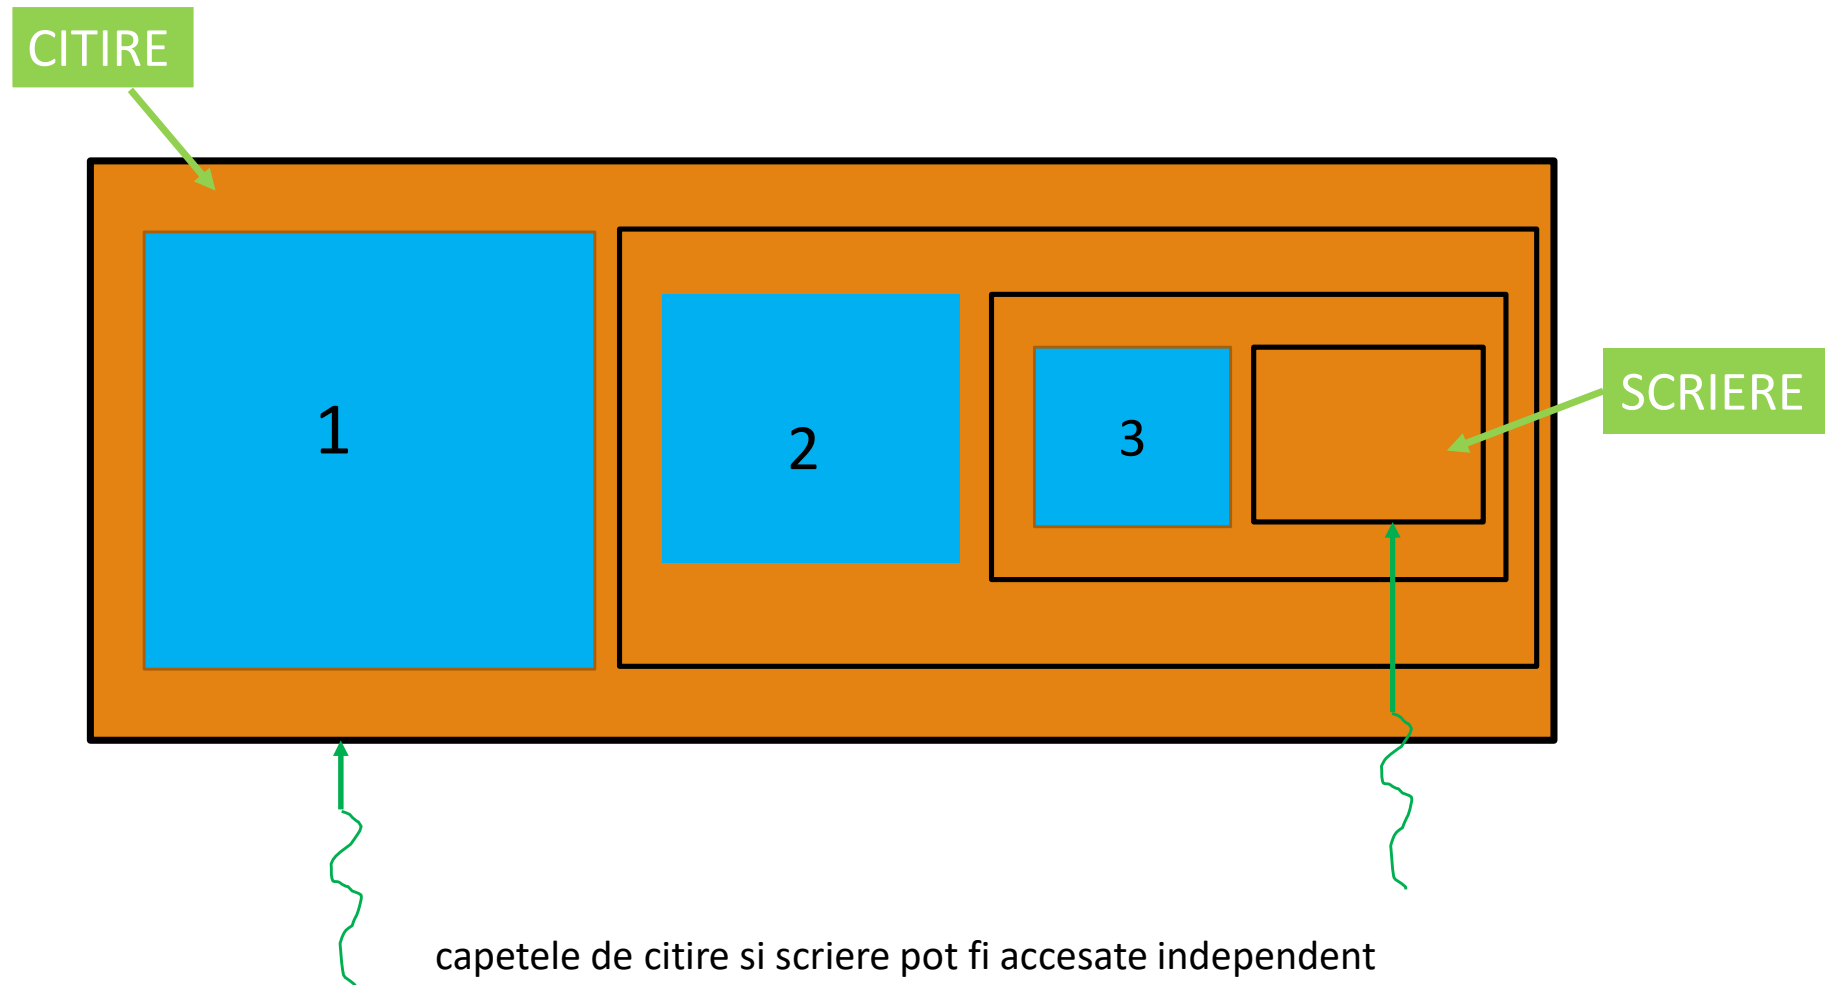 CITIRE
1
2
3
SCRIERE
capetele de citire si scriere pot fi accesate independent